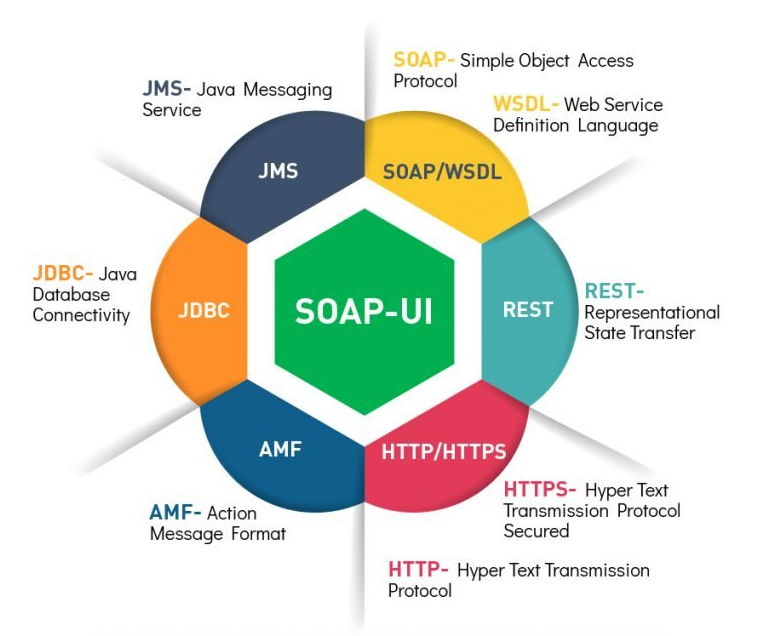 SOAP- Simple Object Access
Protocol
WSDL- Web Service
Definition Language
JMS- Java Messaging
Service
JMS
SOAP/WSDL
JDBC- Java
Database
Connectivity
JDBC
SOAP-UI
REST
REST-
Representational
State Transfer
AMF
HTTP/HTTPS
AMF- Action
Message Format
HTTPS- Hyper Text
Transmission Protocol
Secured
HTTP- Hyper Text Transmission
Protocol